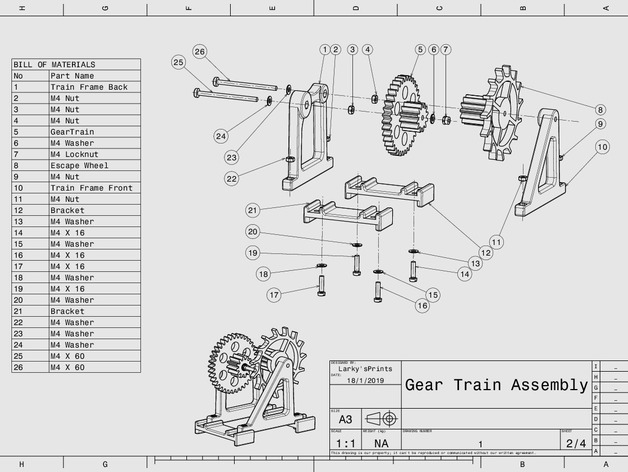 H G F E D C B A
BILL OF MATERIALS
No Part Name
1 Train Frame Back
2 M4 Nut
3 M4 Nut
4 M4 Nut
5 GearTrain
6 M4 Washer
7 M4 Locknut
8 Escape Wheel
9 M4 Nut
10 Train Frame Front
11 M4 Nut
12 Bracket
13 M4 Washer
14 M4 X 16
15 M4 Washer
16 M4 X 16
17 M4 X 16
18 M4 Washer
19 M4 X 16
20 M4 Washer
21 Bracket
22 M4 Washer
23 M4 Washer
24 M4 Washer
25 M4 X 60
26 M4 X 60
26 1 2 3 4 5 6 7
25
8
9
24
10
23
22
21
11
20
12
19
13
18
14
17
15
16
DESIGNED BY:
Larky'sPrints
DATE:
18/1/2019
Gear Train Assembly
SIZE
A3
SCALE
1:1
WEIGHT (kg)
NA
DRAWING NUMBER
1
SHEET
2/4
This drawing is our property; it can't be reproduced or communicated without our written agreement.
I _
H _
G _
F _
E _
D _
C _
B _
A _
H G B A